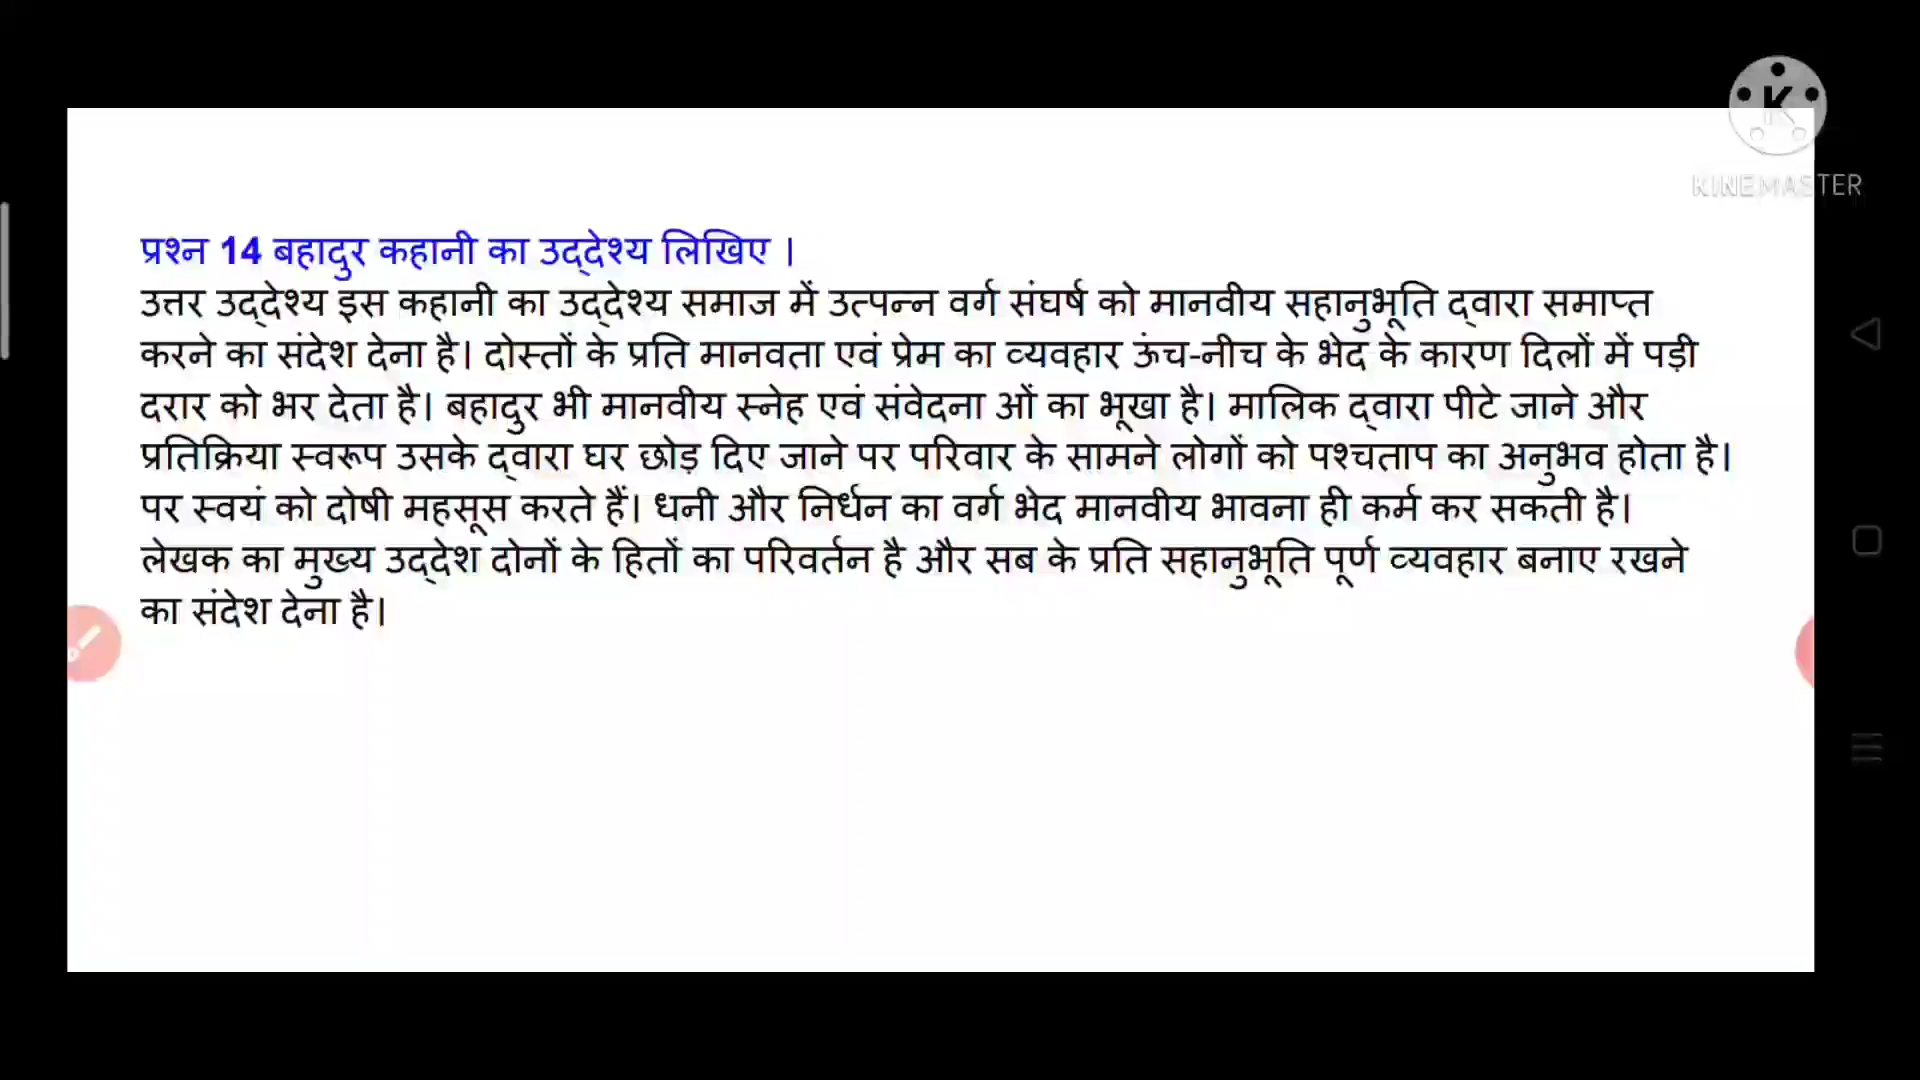 K
KINEMASTER
प्रश्न 14 बहादुर कहानी का उद्देश्य लिखिए ।
उत्तर उद्देश्य इस कहानी का उद्देश्य समाज में उत्पन्न वर्ग संघर्ष को मानवीय सहानुभूति द्वारा समाप्त
करने का संदेश देना है। दोस्तों के प्रति मानवता एवं प्रेम का व्यवहार ऊंच-नीच के भेद के कारण दिलों में पड़ी
दरार को भर देता है। बहादुर भी मानवीय स्नेह एवं संवेदना ओं का भूखा है। मालिक द्वारा पीटे जाने और
प्रतिक्रिया स्वरूप उसके द्वारा घर छोड़ दिए जाने पर परिवार के सामने लोगों को पश्चताप का अनुभव होता है।
पर स्वयं को दोषी महसूस करते हैं। धनी और निर्धन का वर्ग भेद मानवीय भावना ही कर्म कर सकती है।
लेखक का मुख्य उद्देश दोनों के हितों का परिवर्तन है और सब के प्रति सहानुभूति पूर्ण व्यवहार बनाए रखने
का संदेश देना है।